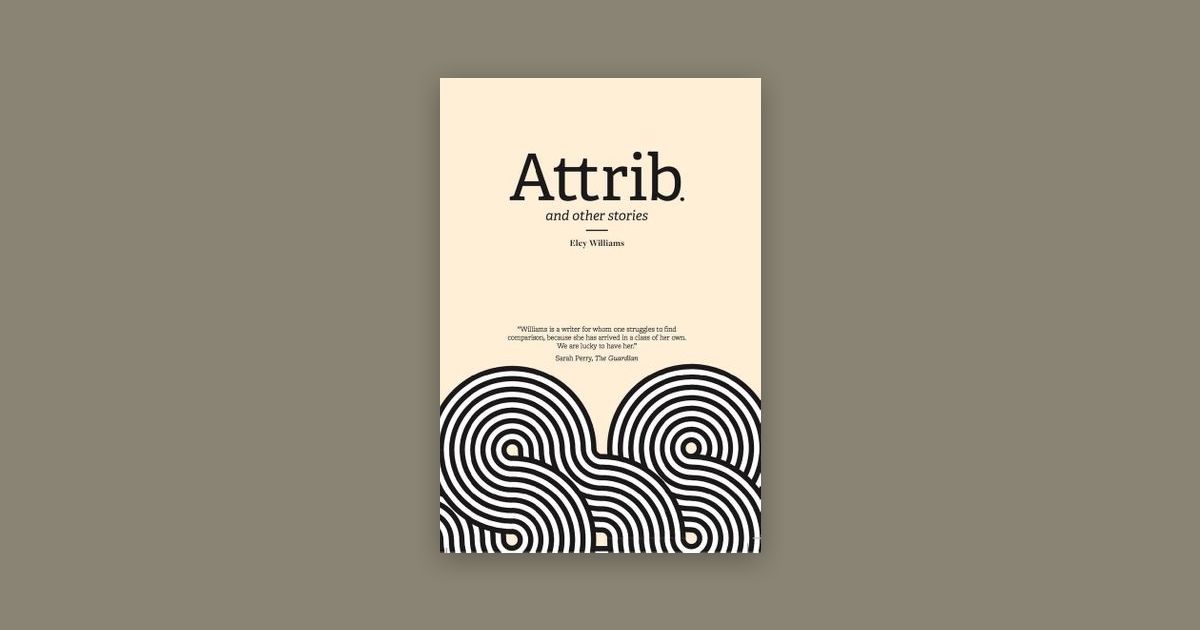 Attrib.
and other stories
Eley Williams
“Williams is a writer for whom one struggles to find
comparison, because she has arrived in a class of her own.
We are lucky to have her.”
Sarah Perry, The Guardian